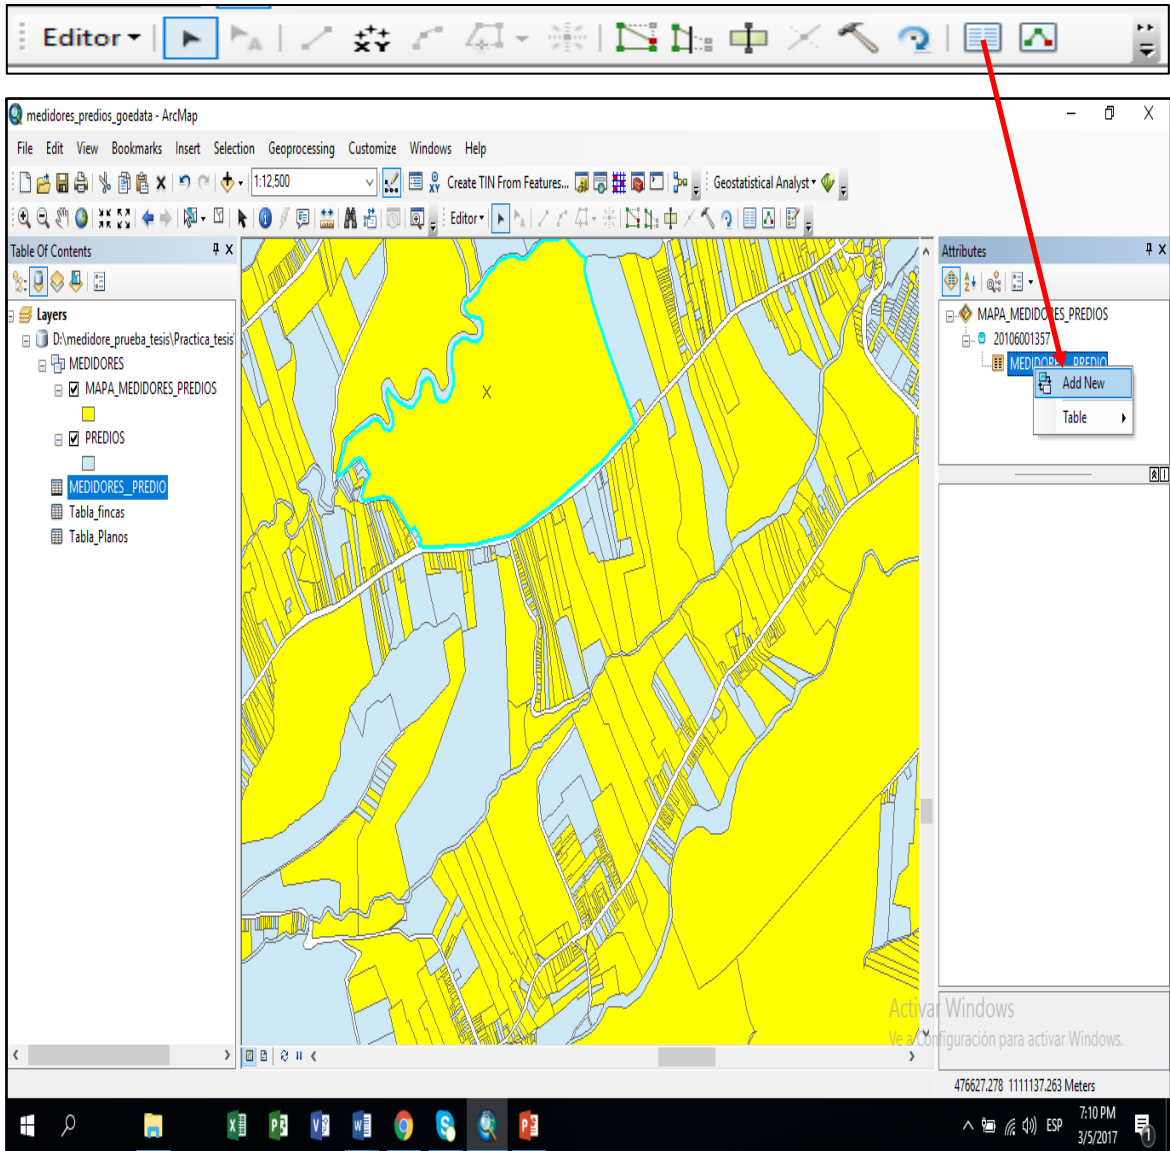 Editor
medidores_predios_goedata - ArcMap
File Edit View Bookmarks Insert Selection Geoprocessing Customize Windows Help
1:12,500 Create TIN From Features... Geostatistical Analyst
Editor
Table Of Contents
Layers
D:\medidore_prueba_tesis\Practica_tesis
MEDIDORES
MAPA_MEDIDORES_PREDIOS
PREDIOS
MEDIDORES__PREDIO
Tabla_fincas
Tabla_Planos
Attributes
MAPA_MEDIDORES_PREDIOS
20106001357
MEDIDORES__PREDIO
Add New
Table
Activar Windows
Ve a Configuración para activar Windows.
476627.278 1111137.263 Meters
ESP
7:10 PM
3/5/2017